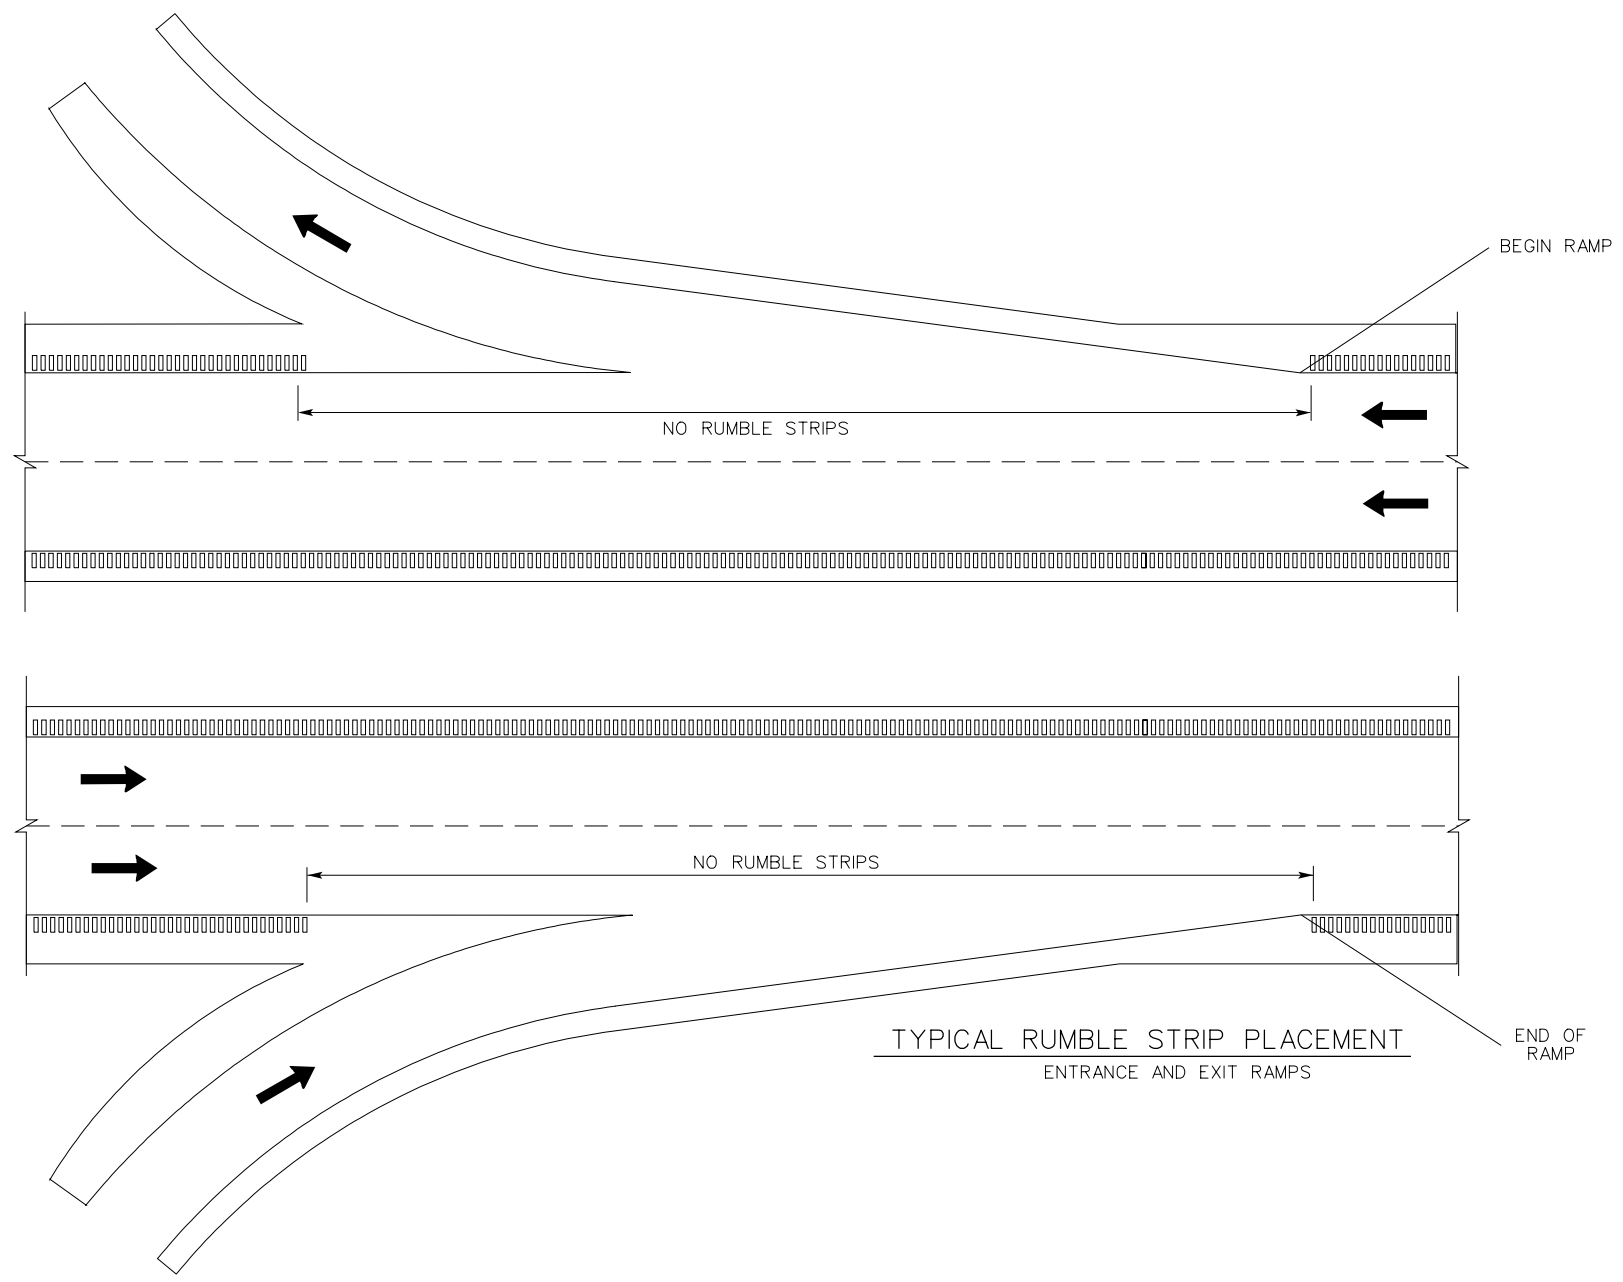 BEGIN RAMP
NO RUMBLE STRIPS
NO RUMBLE STRIPS
TYPICAL RUMBLE STRIP PLACEMENT
ENTRANCE AND EXIT RAMPS
END OF
RAMP